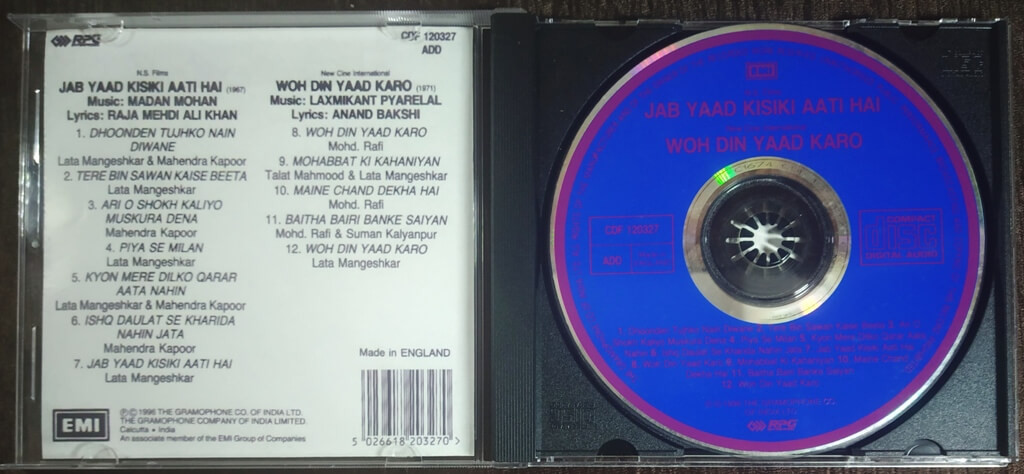 RPG
CDF 120327
ADD
N.S. Films
JAB YAAD KISIKI AATI HAI (1967)
Music: MADAN MOHAN
Lyrics: RAJA MEHDI ALI KHAN
1. DHOONDEN TUJHKO NAIN
DIWANE
Lata Mangeshkar & Mahendra Kapoor
2. TERE BIN SAWAN KAISE BEETA
Lata Mangeshkar
3. ARI O SHOKH KALIYO
MUSKURA DENA
Mahendra Kapoor
4. PIYA SE MILAN
Lata Mangeshkar
5. KYON MERE DILKO QARAR
AATA NAHIN
Lata Mangeshkar & Mahendra Kapoor
6. ISHQ DAULAT SE KHARIDA
NAHIN JATA
Mahendra Kapoor
7. JAB YAAD KISIKI AATI HAI
Lata Mangeshkar
New Cine International
WOH DIN YAAD KARO (1971)
Music: LAXMIKANT PYARELAL
Lyrics: ANAND BAKSHI
8. WOH DIN YAAD KARO
Mohd. Rafi
9. MOHABBAT KI KAHANIYAN
Talat Mahmood & Lata Mangeshkar
10. MAINE CHAND DEKHA HAI
Mohd. Rafi
11. BAITHA BAIRI BANKE SAIYAN
Mohd. Rafi & Suman Kalyanpur
12. WOH DIN YAAD KARO
Lata Mangeshkar
Made in ENGLAND
EMI
℗© 1996 THE GRAMOPHONE CO. OF INDIA LTD.
THE GRAMOPHONE COMPANY OF INDIA LIMITED
Calcutta • India
An associate member of the EMI Group of Companies
5 026618 203270 >
EMI
JAB YAAD KISIKI AATI HAI
WOH DIN YAAD KARO
CDF 120327
ADD
COMPACT
DISC
DIGITAL AUDIO
12. Woh Din Yaad Karo
RPG